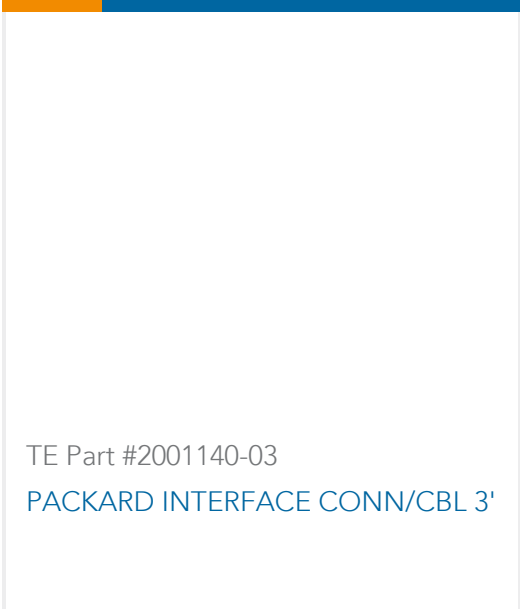 TE Part #2001140-03
PACKARD INTERFACE CONN/CBL 3'